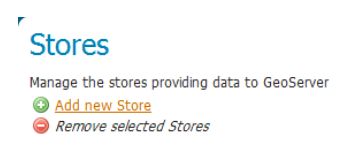 Stores
Manage the stores providing data to GeoServer
Add new Store
Remove selected Stores